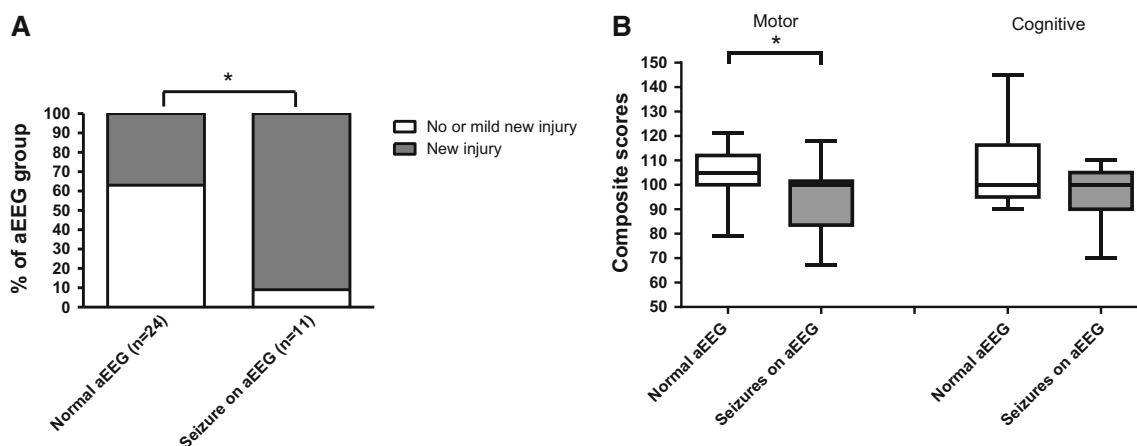 A
*
% of aEEG group
100
90
80
70
60
50
40
30
20
10
0
Normal aEEG (n=24)
Seizure on aEEG (n=11)
No or mild new injury
New injury
B
Motor
Cognitive
*
Composite scores
150
140
130
120
110
100
90
80
70
60
50
Normal aEEG
Seizures on aEEG
Normal aEEG
Seizures on aEEG